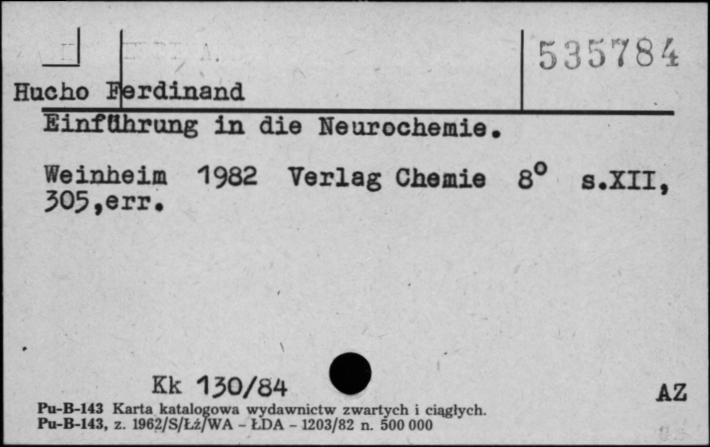 535784
Hucho Ferdinand
Einführung in die Neurochemie.
Weinheim 1982 Verlag Chemie 8° s.XII,
305,err.
Kk 130/84
AZ
Pu-B-143 Karta katalogowa wydawnictw zwartych i ciągłych.
Pu-B-143, z. 1962/S/Łż/WA – ŁDA – 1203/82 n. 500 000